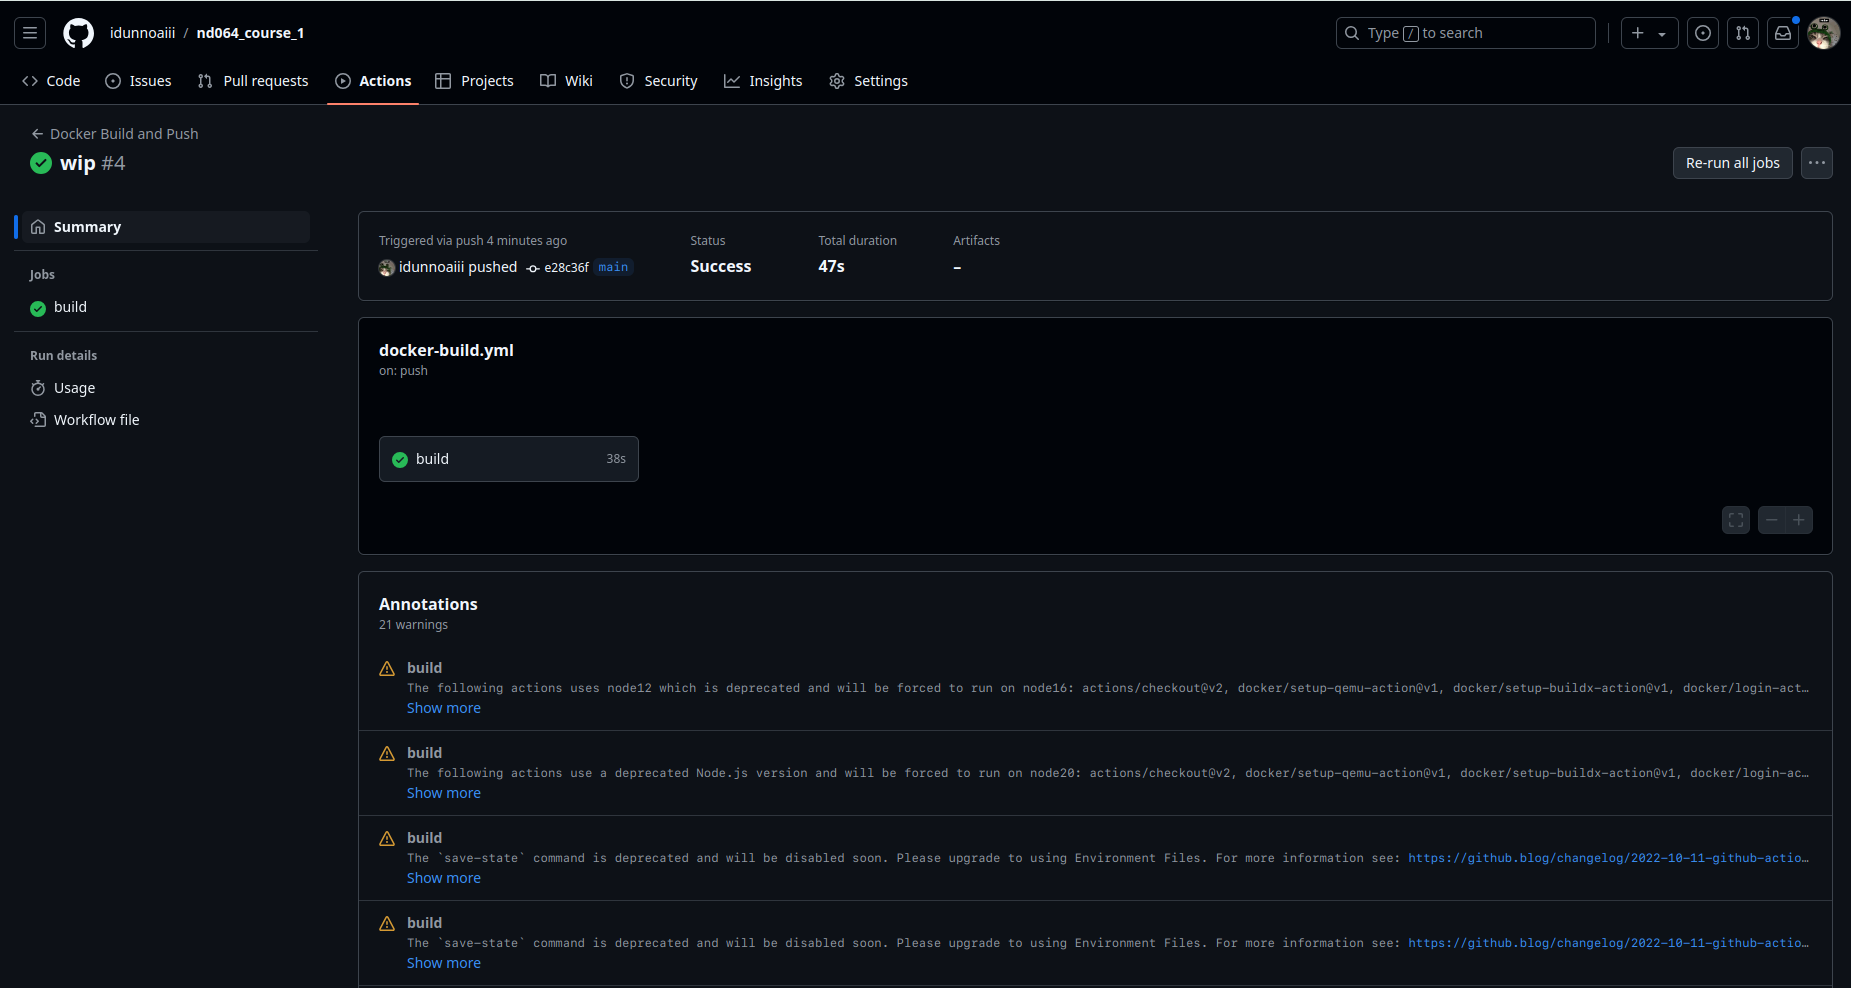 idunnoaiii / nd064_course_1
Type / to search
Code
Issues
Pull requests
Actions
Projects
Wiki
Security
Insights
Settings
Docker Build and Push
wip #4
Re-run all jobs
Summary
Jobs
build
Run details
Usage
Workflow file
Triggered via push 4 minutes ago
idunnoaiii pushed e28c36f main
Status
Success
Total duration
47s
Artifacts
–
docker-build.yml
on: push
build 38s
Annotations
21 warnings
build
The following actions uses node12 which is deprecated and will be forced to run on node16: actions/checkout@v2, docker/setup-qemu-action@v1, docker/setup-buildx-action@v1, docker/login-act…
Show more
build
The following actions use a deprecated Node.js version and will be forced to run on node20: actions/checkout@v2, docker/setup-qemu-action@v1, docker/setup-buildx-action@v1, docker/login-ac…
Show more
build
The `save-state` command is deprecated and will be disabled soon. Please upgrade to using Environment Files. For more information see: https://github.blog/changelog/2022-10-11-github-actio…
Show more
build
The `save-state` command is deprecated and will be disabled soon. Please upgrade to using Environment Files. For more information see: https://github.blog/changelog/2022-10-11-github-actio…
Show more